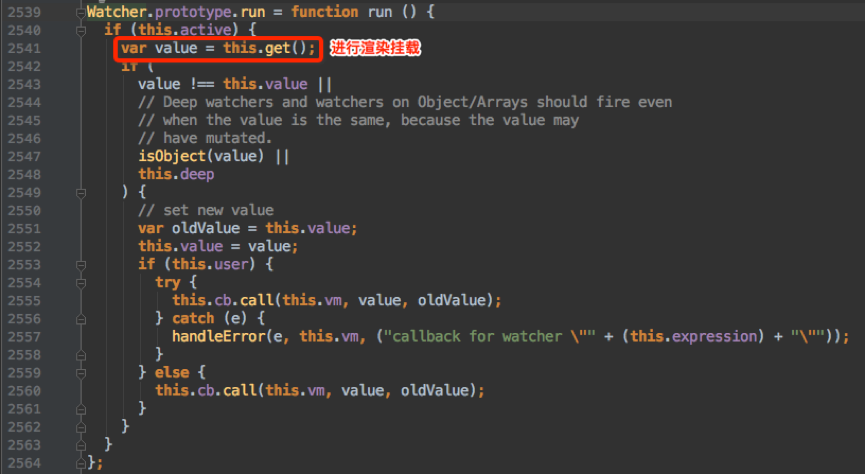 2539 Watcher.prototype.run = function run () {
2540 if (this.active) {
2541 var value = this.get(); 进行渲染挂载
2542 if (
2543 value !== this.value ||
2544 // Deep watchers and watchers on Object/Arrays should fire even
2545 // when the value is the same, because the value may
2546 // have mutated.
2547 isObject(value) ||
2548 this.deep
2549 ) {
2550 // set new value
2551 var oldValue = this.value;
2552 this.value = value;
2553 if (this.user) {
2554 try {
2555 this.cb.call(this.vm, value, oldValue);
2556 } catch (e) {
2557 handleError(e, this.vm, ("callback for watcher \"" + (this.expression) + "\""));
2558 }
2559 } else {
2560 this.cb.call(this.vm, value, oldValue);
2561 }
2562 }
2563 }
2564 };